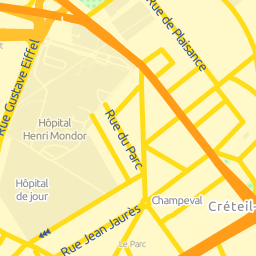 Rue de Plaisance
Rue Gustave Eiffel
Hôpital
Henri Mondor
Rue du Parc
Hôpital
de jour
Champeval
Créteil-
Rue Jean Jaurès
Le Parc